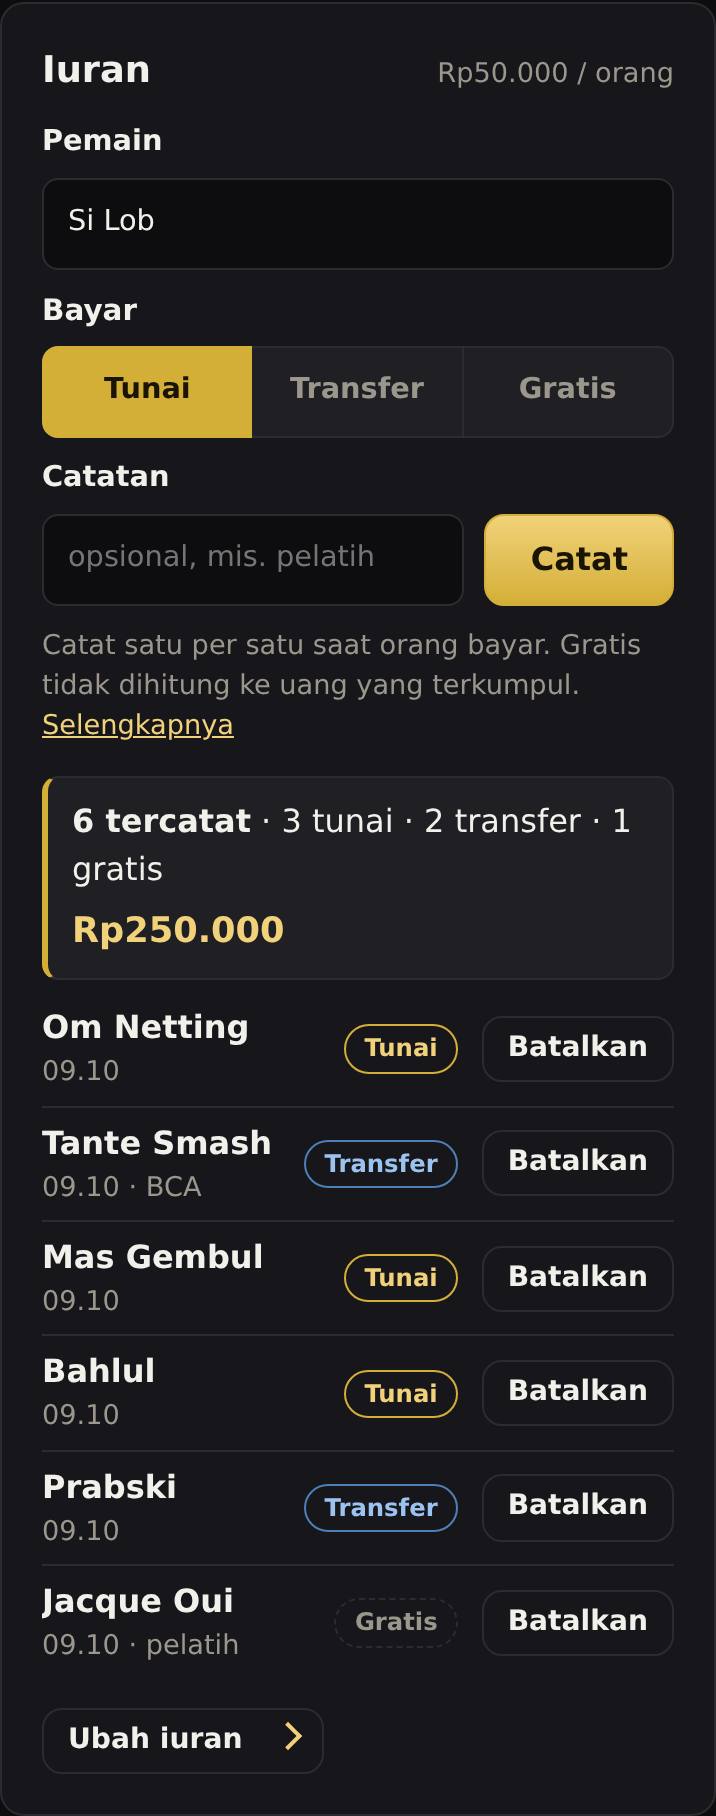 Iuran
Rp50.000 / orang
Pemain
Si Lob
Bayar
Tunai
Transfer
Gratis
Catatan
opsional, mis. pelatih
Catat
Catat satu per satu saat orang bayar. Gratis
tidak dihitung ke uang yang terkumpul.
Selengkapnya
6 tercatat · 3 tunai · 2 transfer · 1
gratis
Rp250.000
Om Netting
09.10
Tunai
Batalkan
Tante Smash
09.10 · BCA
Transfer
Batalkan
Mas Gembul
09.10
Tunai
Batalkan
Bahlul
09.10
Tunai
Batalkan
Prabski
09.10
Transfer
Batalkan
Jacque Oui
09.10 · pelatih
Gratis
Batalkan
Ubah iuran